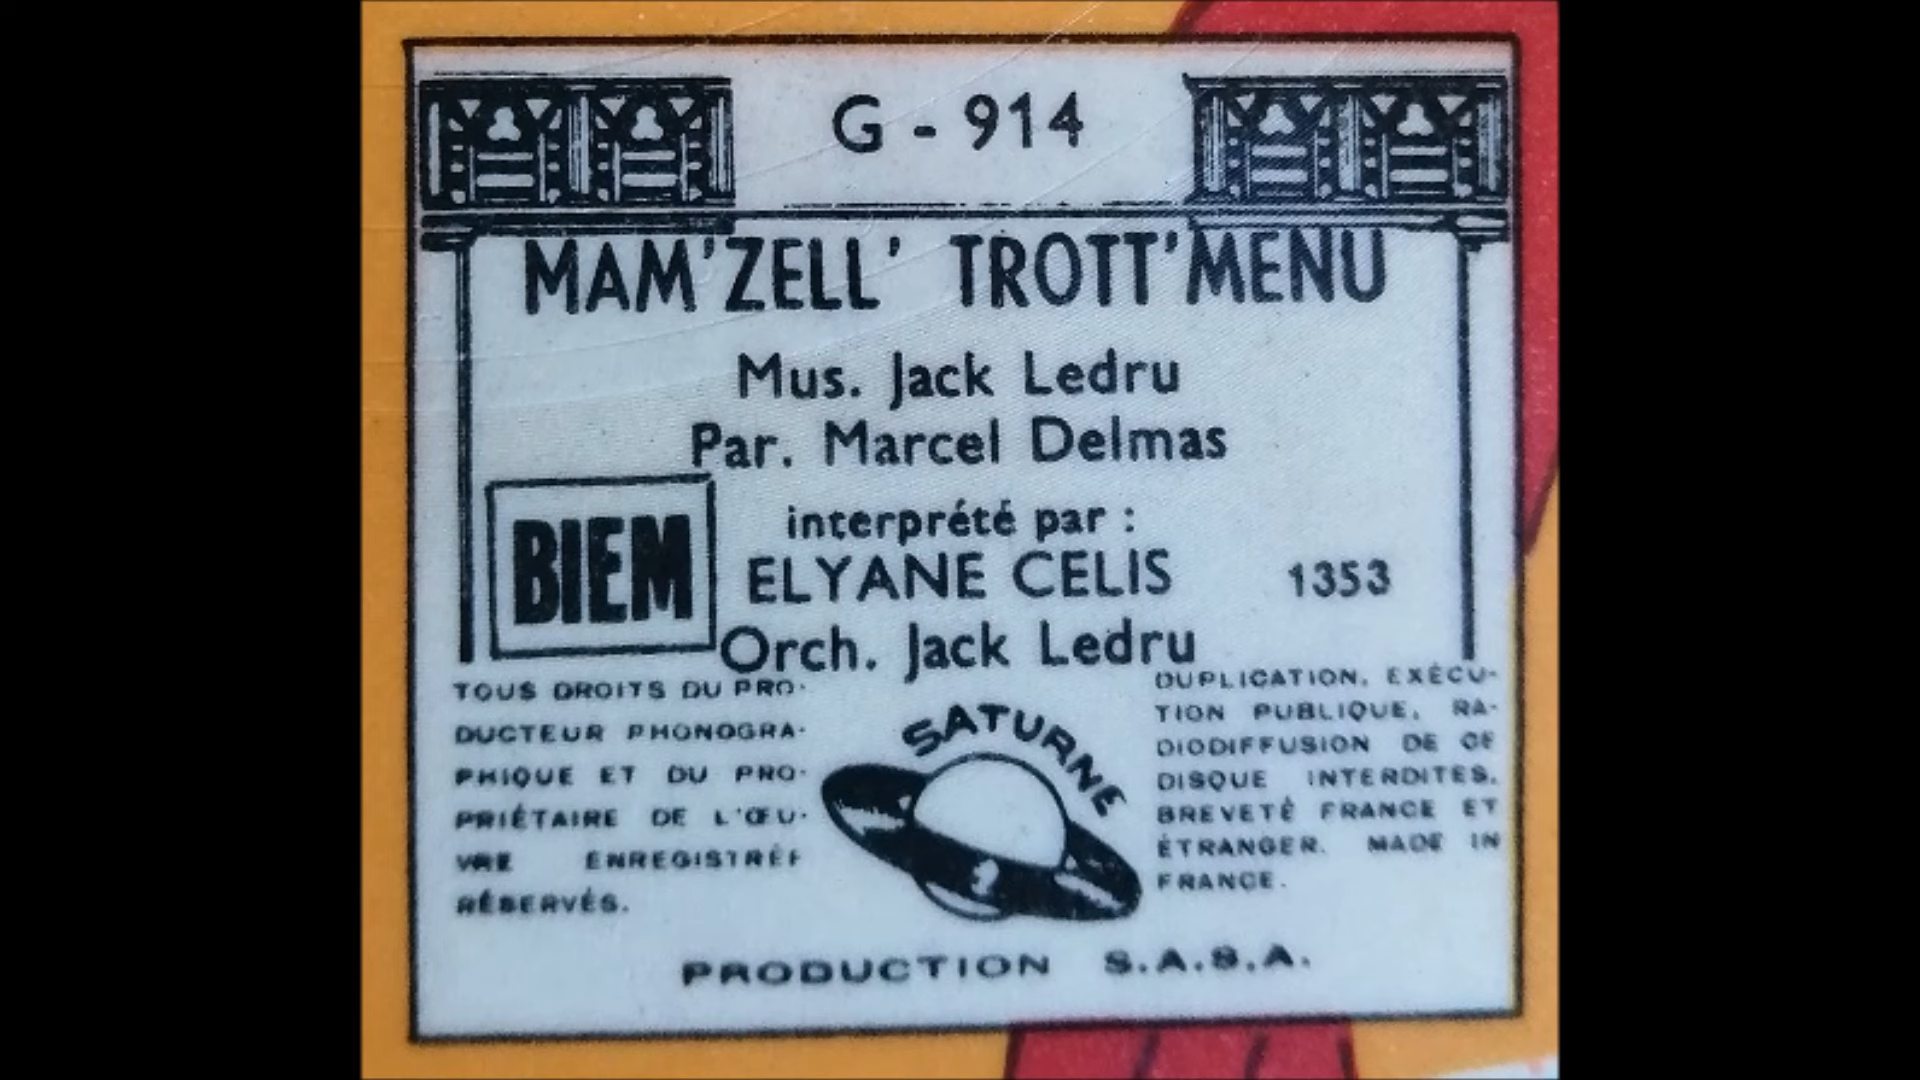 G - 914
MAM'ZELL' TROTT'MENU
Mus. Jack Ledru
Par. Marcel Delmas
interprété par :
BIEM
ELYANE CELIS
1353
Orch. Jack Ledru
TOUS DROITS DU PRO-
DUCTEUR PHONOGRA-
PHIQUE ET DU PRO-
PRIÉTAIRE DE L'ŒU-
VRE ENREGISTRÉE
RÉSERVÉS.
SATURNE
DUPLICATION, EXÉCU-
TION PUBLIQUE, RA-
DIODIFFUSION DE CE
DISQUE INTERDITES.
BREVETÉ FRANCE ET
ÉTRANGER. MADE IN
FRANCE.
PRODUCTION S.A.S.A.